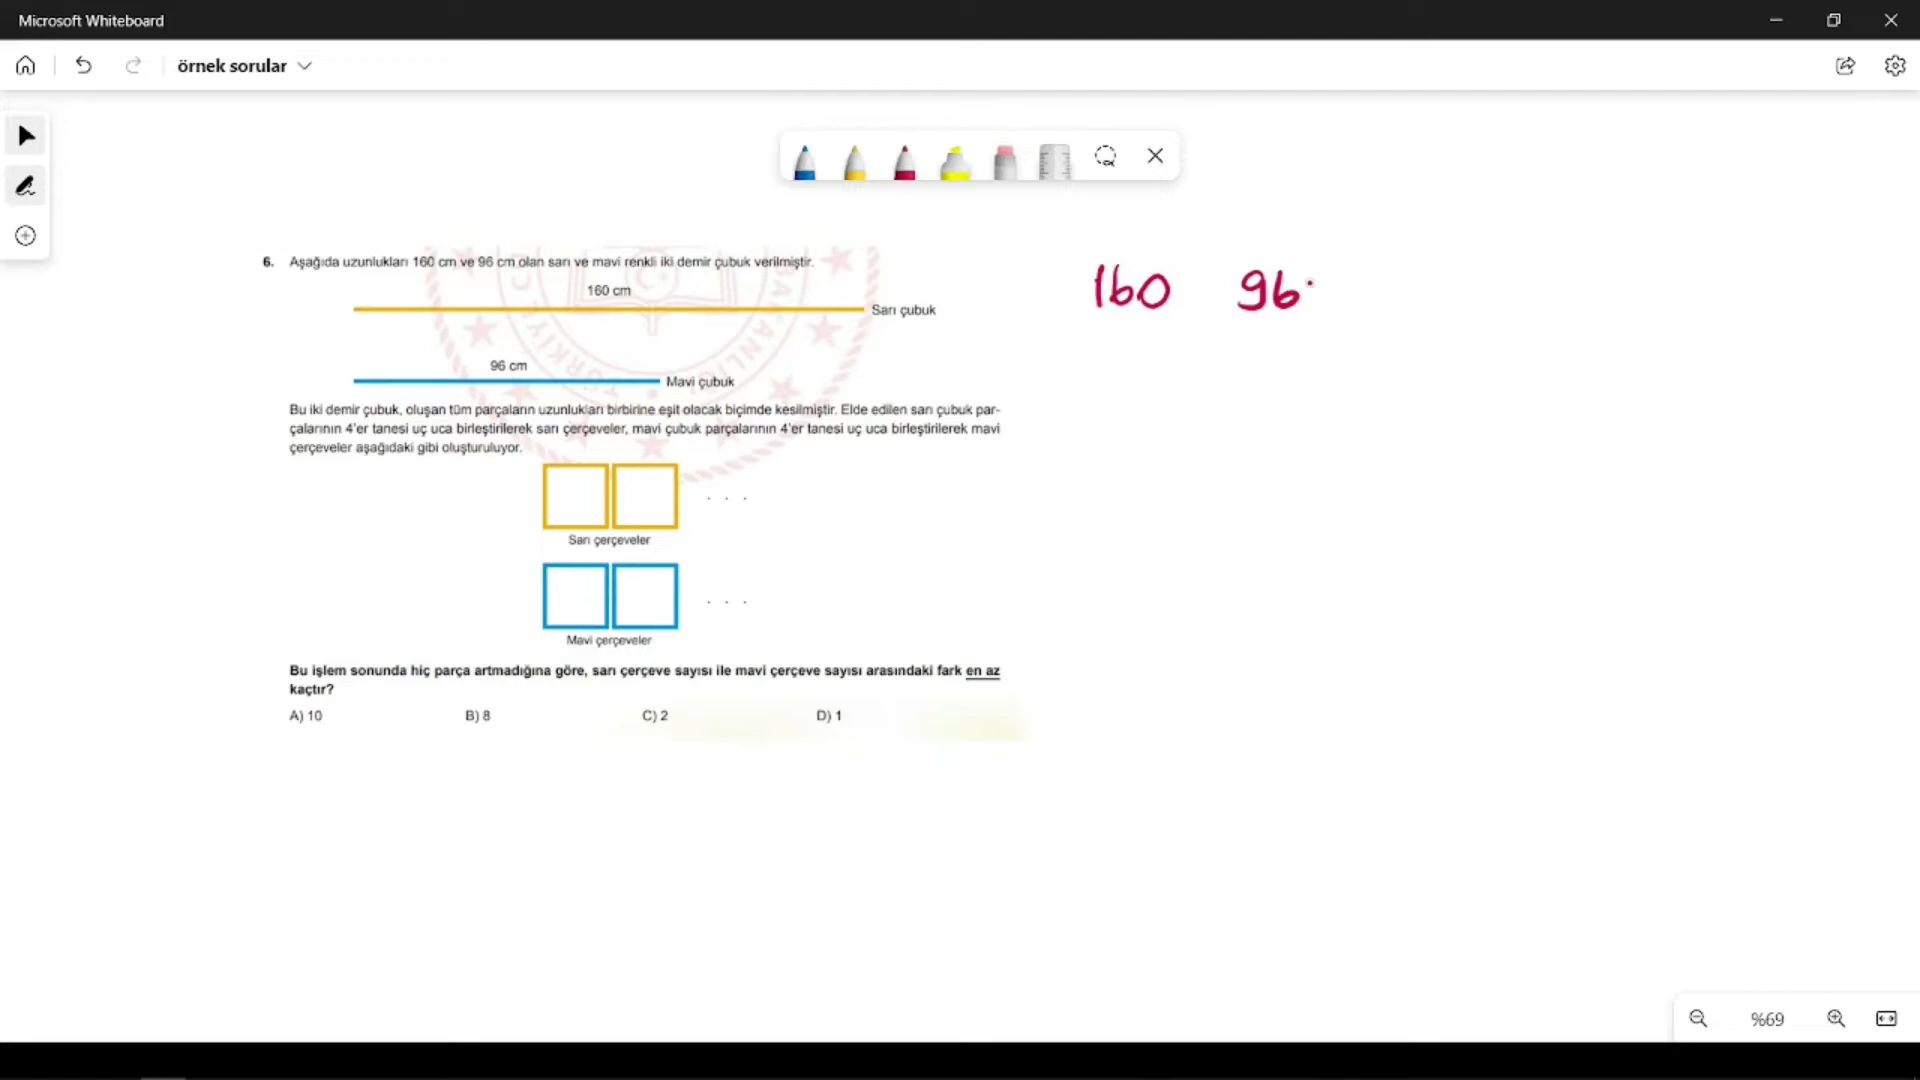 Microsoft Whiteboard
örnek sorular
6. Aşağıda uzunlukları 160 cm ve 96 cm olan sarı ve mavi renkli iki demir çubuk verilmiştir.
160 cm
Sarı çubuk
96 cm
Mavi çubuk
Bu iki demir çubuk, oluşan tüm parçaların uzunlukları birbirine eşit olacak biçimde kesilmiştir. Elde edilen sarı çubuk par-
çalarının 4'er tanesi uç uca birleştirilerek sarı çerçeveler, mavi çubuk parçalarının 4'er tanesi uç uca birleştirilerek mavi
çerçeveler aşağıdaki gibi oluşturuluyor.
. . .
Sarı çerçeveler
. . .
Mavi çerçeveler
Bu işlem sonunda hiç parça artmadığına göre, sarı çerçeve sayısı ile mavi çerçeve sayısı arasındaki fark en az
kaçtır?
A) 10 B) 8 C) 2 D) 1
160 96
%69